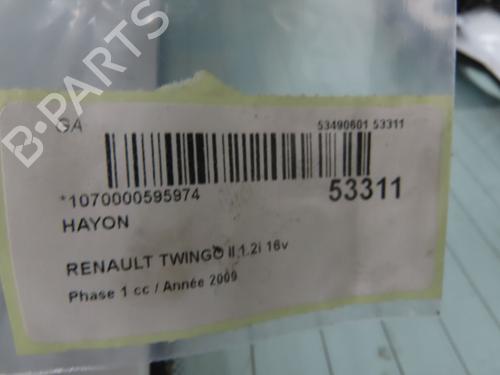 B-PARTS
GA
53490601 53311
*1070000595974
53311
HAYON
RENAULT TWINGO II 1.2i 16v
Phase 1 cc / Année 2009